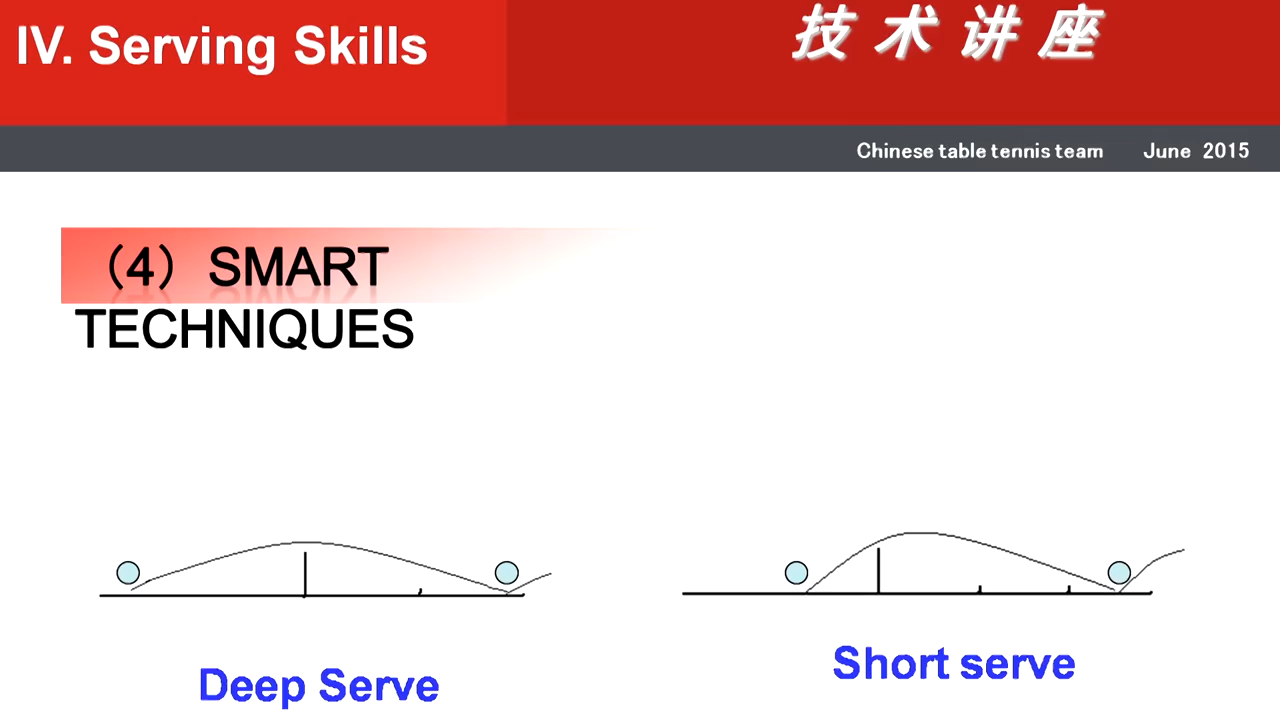 IV. Serving Skills
技术讲座
Chinese table tennis team June 2015
（4）SMART
TECHNIQUES
Deep Serve
Short serve